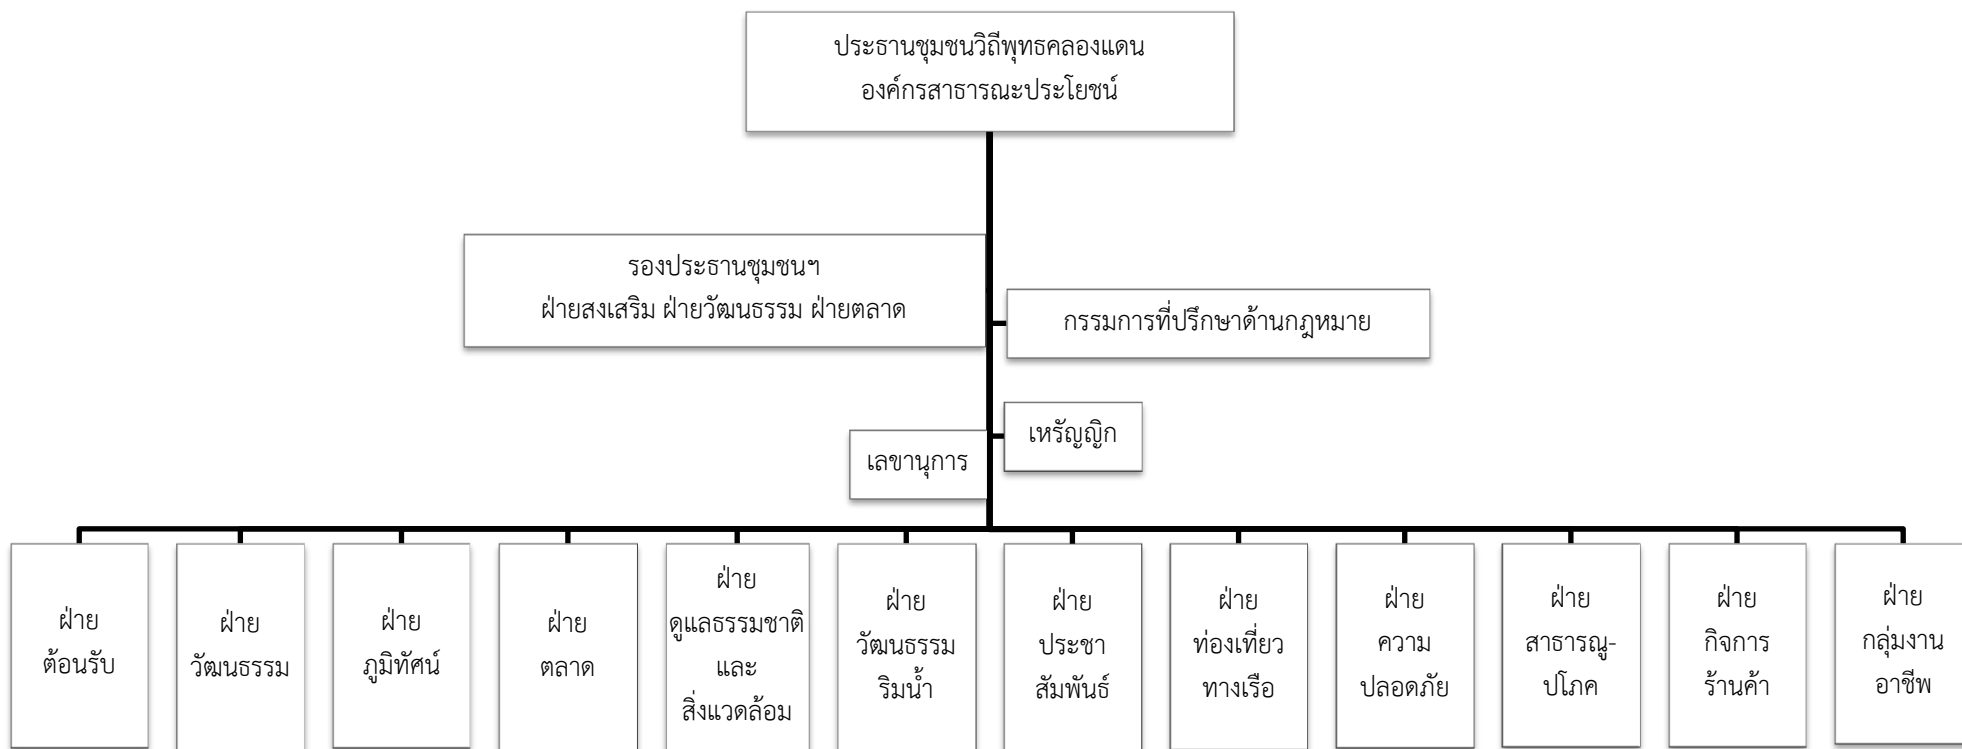 ประธานชุมชนวิถีพุทธคลองแดน
องค์กรสาธารณะประโยชน์
รองประธานชุมชนฯ
ฝ่ายสงเสริม ฝ่ายวัฒนธรรม ฝ่ายตลาด
กรรมการที่ปรึกษาด้านกฎหมาย
เหรัญญิก
เลขานุการ
ฝ่าย
ต้อนรับ
ฝ่าย
วัฒนธรรม
ฝ่าย
ภูมิทัศน์
ฝ่าย
ตลาด
ฝ่าย
ดูแลธรรมชาติ
และ
สิ่งแวดล้อม
ฝ่าย
วัฒนธรรม
ริมน้ำ
ฝ่าย
ประชา
สัมพันธ์
ฝ่าย
ท่องเที่ยว
ทางเรือ
ฝ่าย
ความ
ปลอดภัย
ฝ่าย
สาธารณู-
ปโภค
ฝ่าย
กิจการ
ร้านค้า
ฝ่าย
กลุ่มงาน
อาชีพ